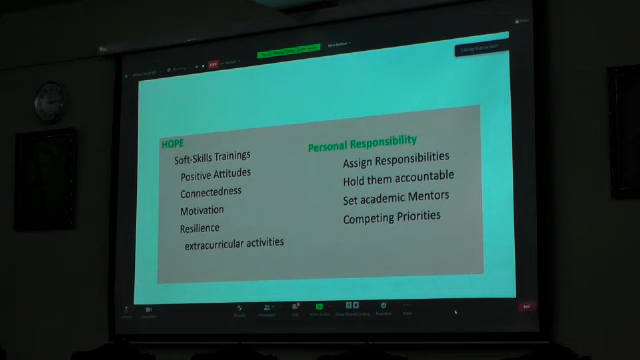 HOPE
Soft-Skills Trainings
Positive Attitudes
Connectedness
Motivation
Resilience
extracurricular activities
Personal Responsibility
Assign Responsibilities
Hold them accountable
Set academic Mentors
Competing Priorities